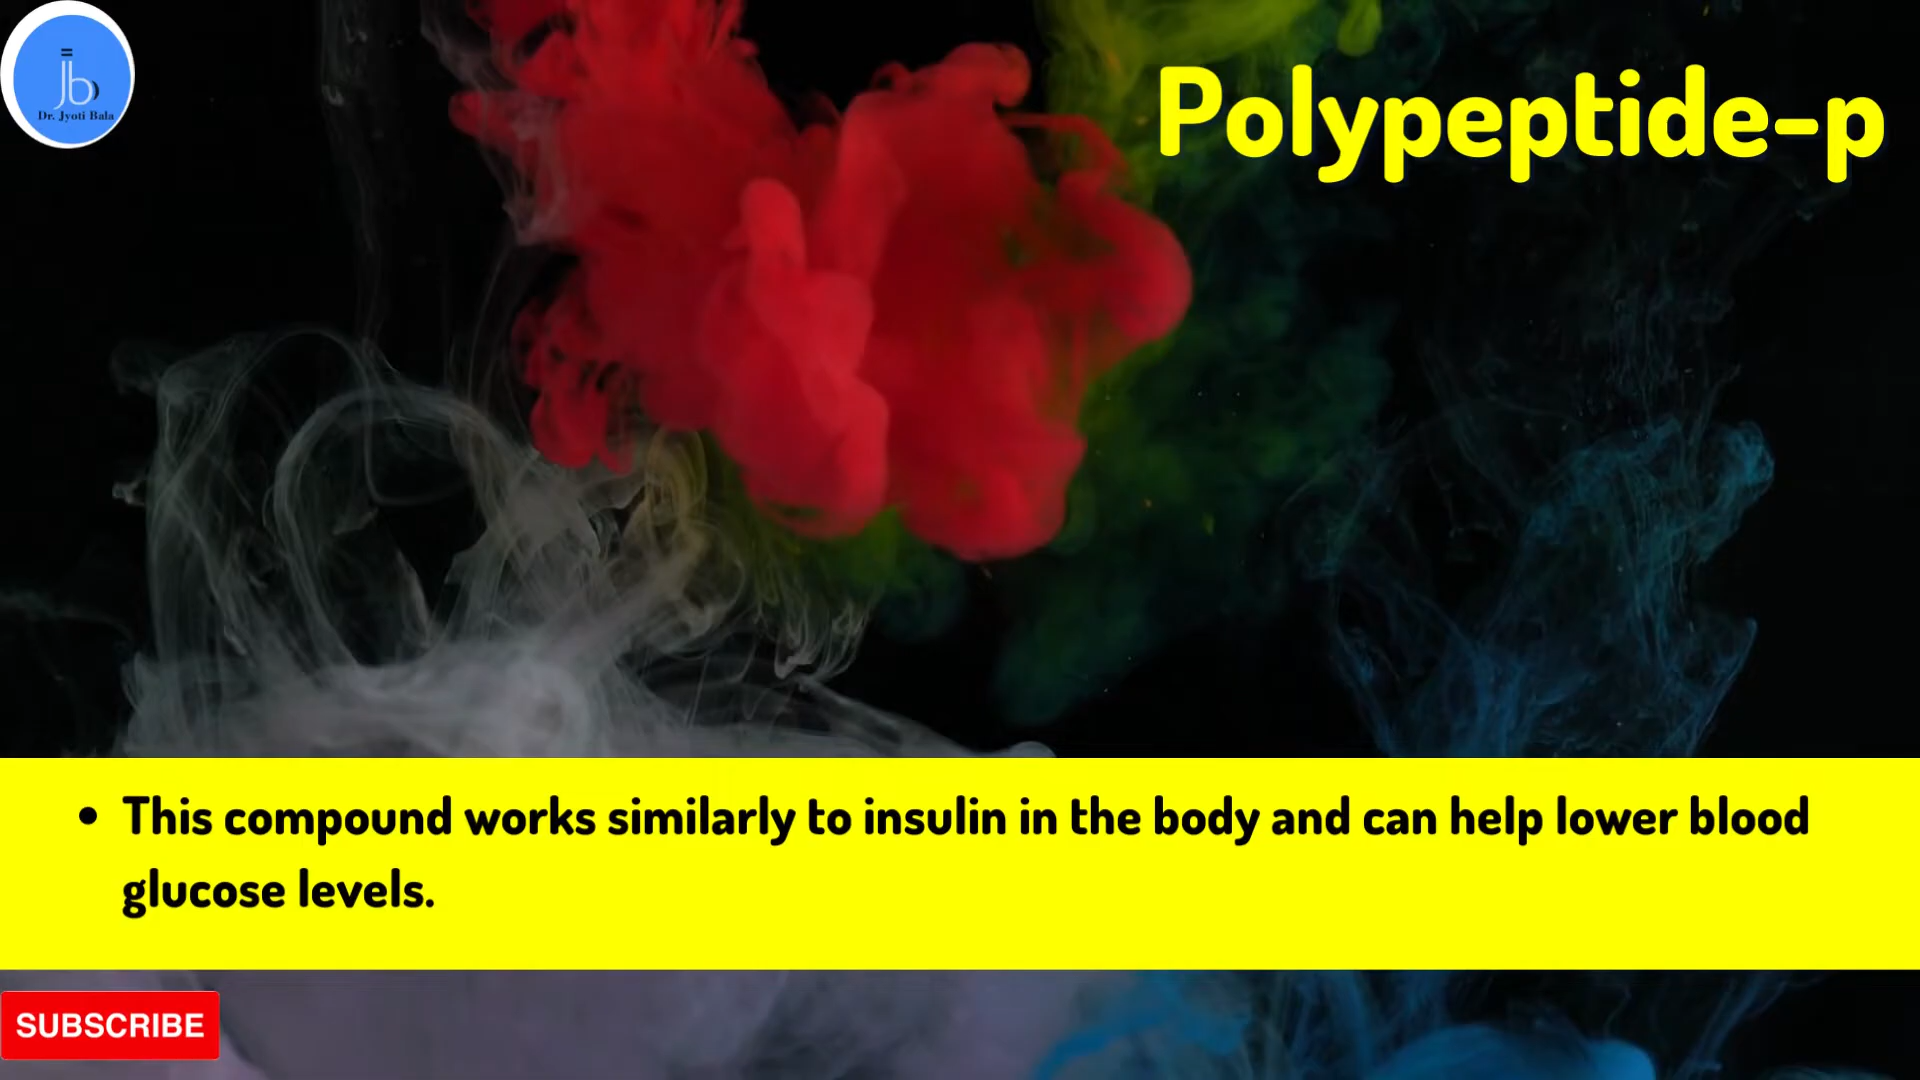 Dr. Jyoti Bala
Polypeptide-p
• This compound works similarly to insulin in the body and can help lower blood
glucose levels.
SUBSCRIBE